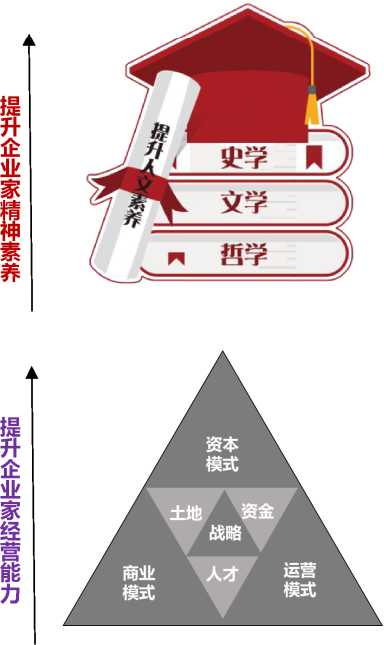 提升企业家精神素养
提升人文素养
史学
文学
哲学
提升企业家经营能力
资本
模式
土地
资金
战略
人才
商业
模式
运营
模式